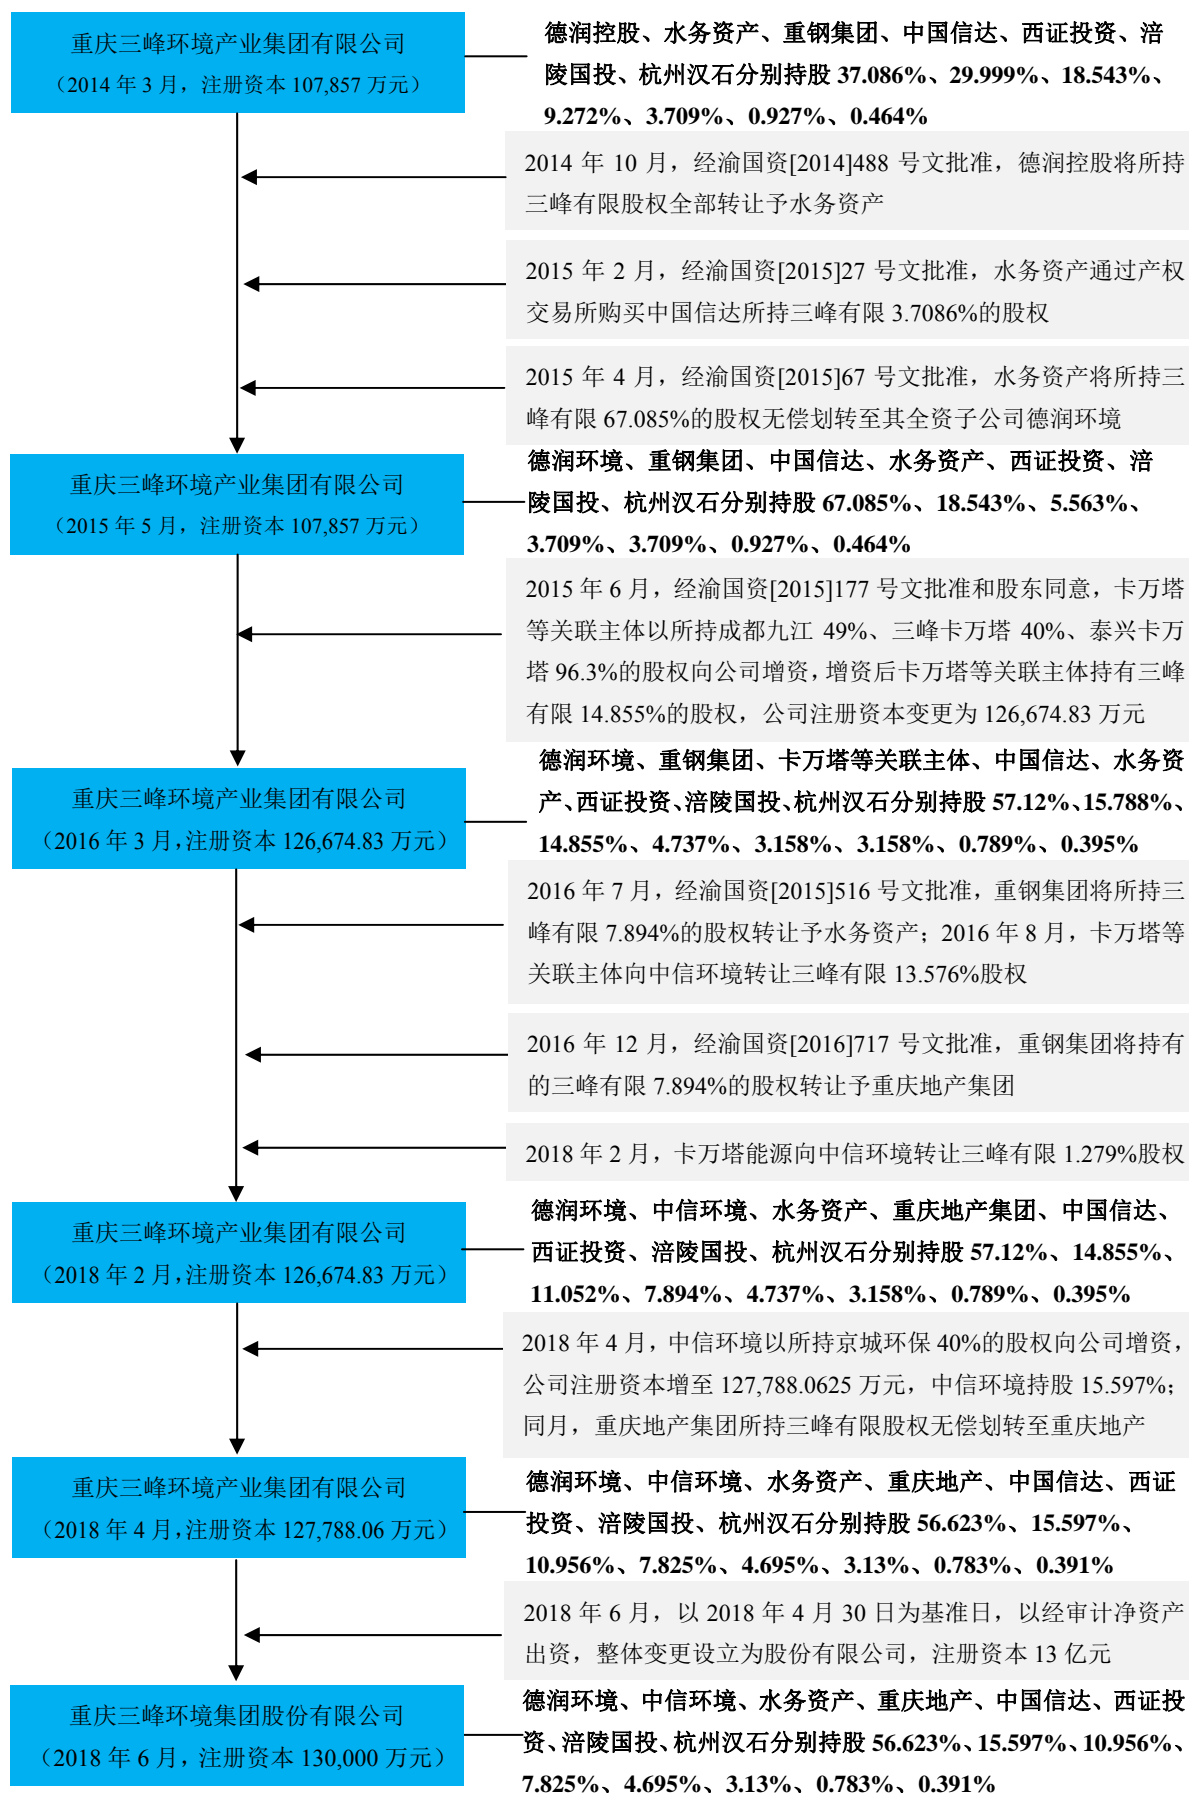 重庆三峰环境产业集团有限公司
（2014 年 3 月，注册资本 107,857 万元）
德润控股、水务资产、重钢集团、中国信达、西证投资、涪
陵国投、杭州汉石分别持股 37.086%、29.999%、18.543%、
9.272%、3.709%、0.927%、0.464%
2014 年 10 月，经渝国资[2014]488 号文批准，德润控股将所持
三峰有限股权全部转让予水务资产
2015 年 2 月，经渝国资[2015]27 号文批准，水务资产通过产权
交易所购买中国信达所持三峰有限 3.7086%的股权
2015 年 4 月，经渝国资[2015]67 号文批准，水务资产将所持三
峰有限 67.085%的股权无偿划转至其全资子公司德润环境
重庆三峰环境产业集团有限公司
（2015 年 5 月，注册资本 107,857 万元）
德润环境、重钢集团、中国信达、水务资产、西证投资、涪
陵国投、杭州汉石分别持股 67.085%、18.543%、5.563%、
3.709%、3.709%、0.927%、0.464%
2015 年 6 月，经渝国资[2015]177 号文批准和股东同意，卡万塔
等关联主体以所持成都九江 49%、三峰卡万塔 40%、泰兴卡万
塔 96.3%的股权向公司增资，增资后卡万塔等关联主体持有三峰
有限 14.855%的股权，公司注册资本变更为 126,674.83 万元
重庆三峰环境产业集团有限公司
（2016 年 3 月，注册资本 126,674.83 万元）
德润环境、重钢集团、卡万塔等关联主体、中国信达、水务资
产、西证投资、涪陵国投、杭州汉石分别持股 57.12%、15.788%、
14.855%、4.737%、3.158%、3.158%、0.789%、0.395%
2016 年 7 月，经渝国资[2015]516 号文批准，重钢集团将所持三
峰有限 7.894%的股权转让予水务资产；2016 年 8 月，卡万塔等
关联主体向中信环境转让三峰有限 13.576%股权
2016 年 12 月，经渝国资[2016]717 号文批准，重钢集团将持有
的三峰有限 7.894%的股权转让予重庆地产集团
2018 年 2 月，卡万塔能源向中信环境转让三峰有限 1.279%股权
重庆三峰环境产业集团有限公司
（2018 年 2 月，注册资本 126,674.83 万元）
德润环境、中信环境、水务资产、重庆地产集团、中国信达、
西证投资、涪陵国投、杭州汉石分别持股 57.12%、14.855%、
11.052%、7.894%、4.737%、3.158%、0.789%、0.395%
2018 年 4 月，中信环境以所持京城环保 40%的股权向公司增资，
公司注册资本增至 127,788.0625 万元，中信环境持股 15.597%；
同月，重庆地产集团所持三峰有限股权无偿划转至重庆地产
重庆三峰环境产业集团有限公司
（2018 年 4 月，注册资本 127,788.06 万元）
德润环境、中信环境、水务资产、重庆地产、中国信达、西证
投资、涪陵国投、杭州汉石分别持股 56.623%、15.597%、
10.956%、7.825%、4.695%、3.13%、0.783%、0.391%
2018 年 6 月，以 2018 年 4 月 30 日为基准日，以经审计净资产
出资，整体变更设立为股份有限公司，注册资本 13 亿元
重庆三峰环境集团股份有限公司
（2018 年 6 月，注册资本 130,000 万元）
德润环境、中信环境、水务资产、重庆地产、中国信达、西证投
资、涪陵国投、杭州汉石分别持股 56.623%、15.597%、10.956%、
7.825%、4.695%、3.13%、0.783%、0.391%